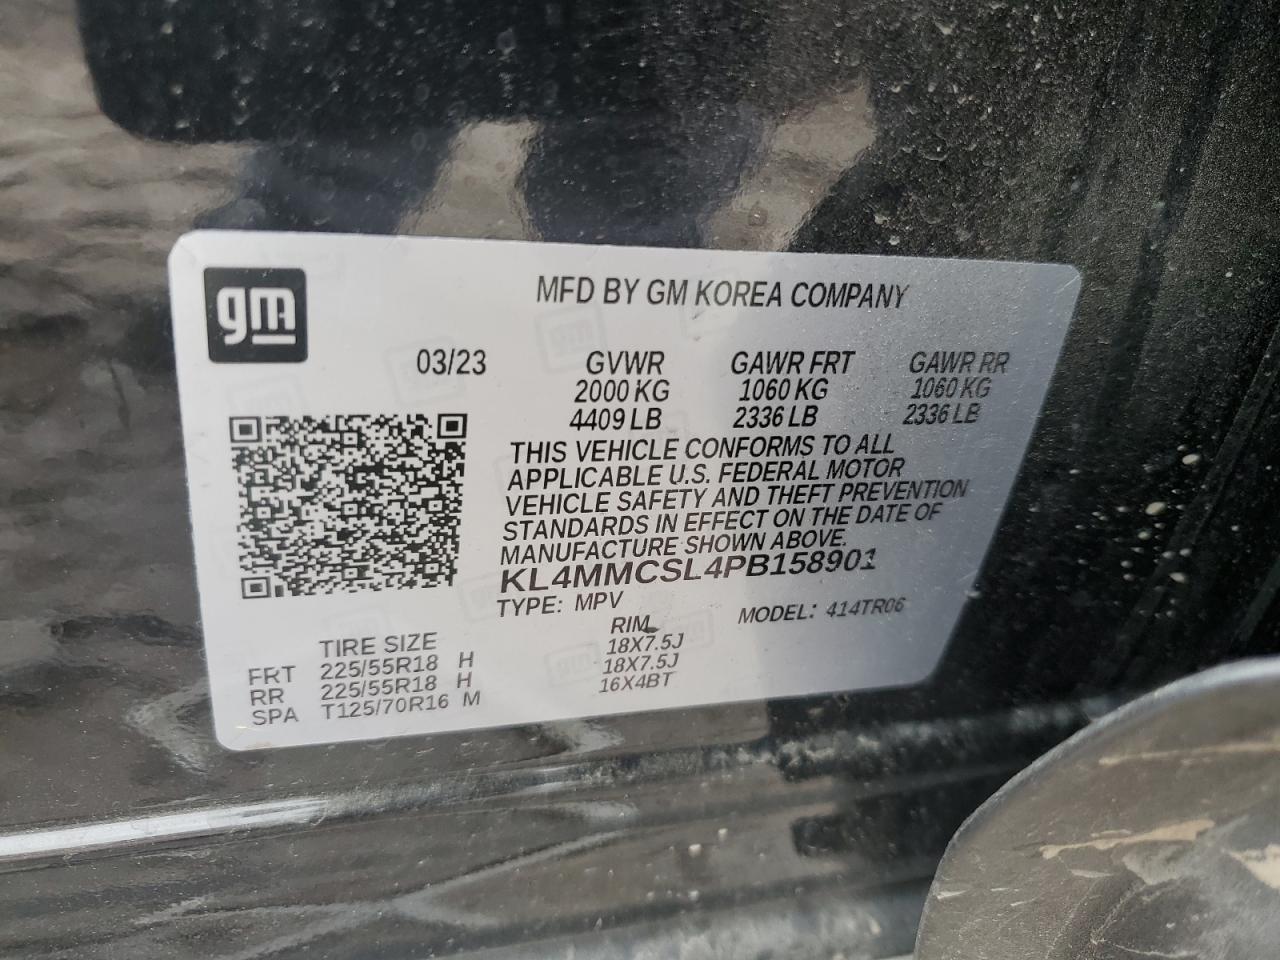 gm
MFD BY GM KOREA COMPANY
03/23 GVWR GAWR FRT GAWR RR
2000 KG 1060 KG 1060 KG
4409 LB 2336 LB 2336 LB
THIS VEHICLE CONFORMS TO ALL
APPLICABLE U.S. FEDERAL MOTOR
VEHICLE SAFETY AND THEFT PREVENTION
STANDARDS IN EFFECT ON THE DATE OF
MANUFACTURE SHOWN ABOVE.
KL4MMCSL4PB158901
TYPE: MPV MODEL: 414TR06
TIRE SIZE RIM
FRT 225/55R18 H 18X7.5J
RR 225/55R18 H 18X7.5J
SPA T125/70R16 M 16X4BT